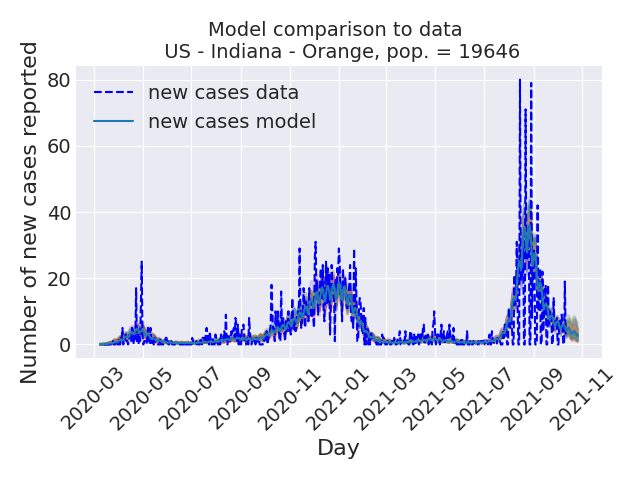 Model comparison to data
US - Indiana - Orange, pop. = 19646
Number of new cases reported
80
60
40
20
0
new cases data
new cases model
2020-03
2020-05
2020-07
2020-09
2020-11
2021-01
2021-03
2021-05
2021-07
2021-09
2021-11
Day